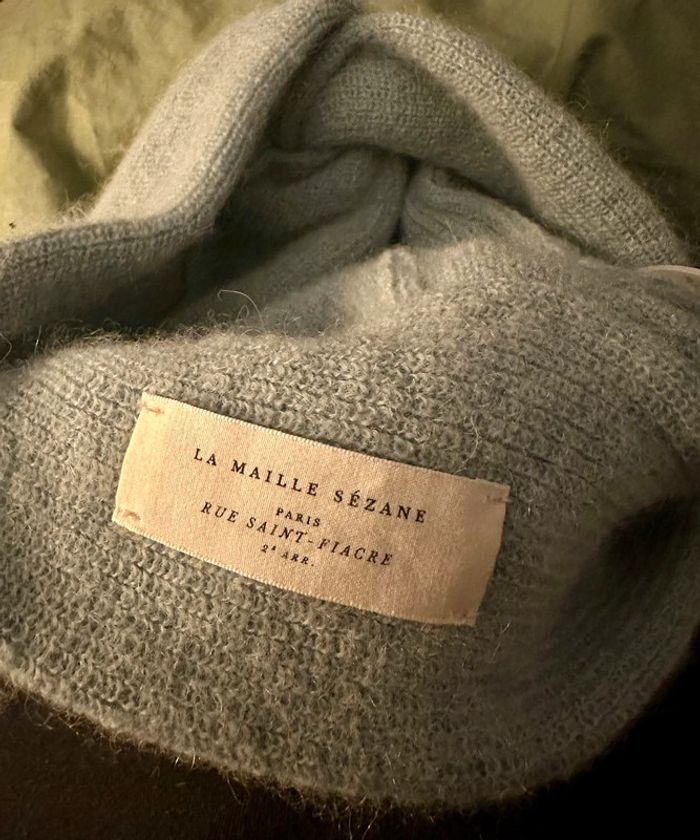 LA MAILLE SÉZANE
PARIS
RUE SAINT-FIACRE
2ᵉ ARR.